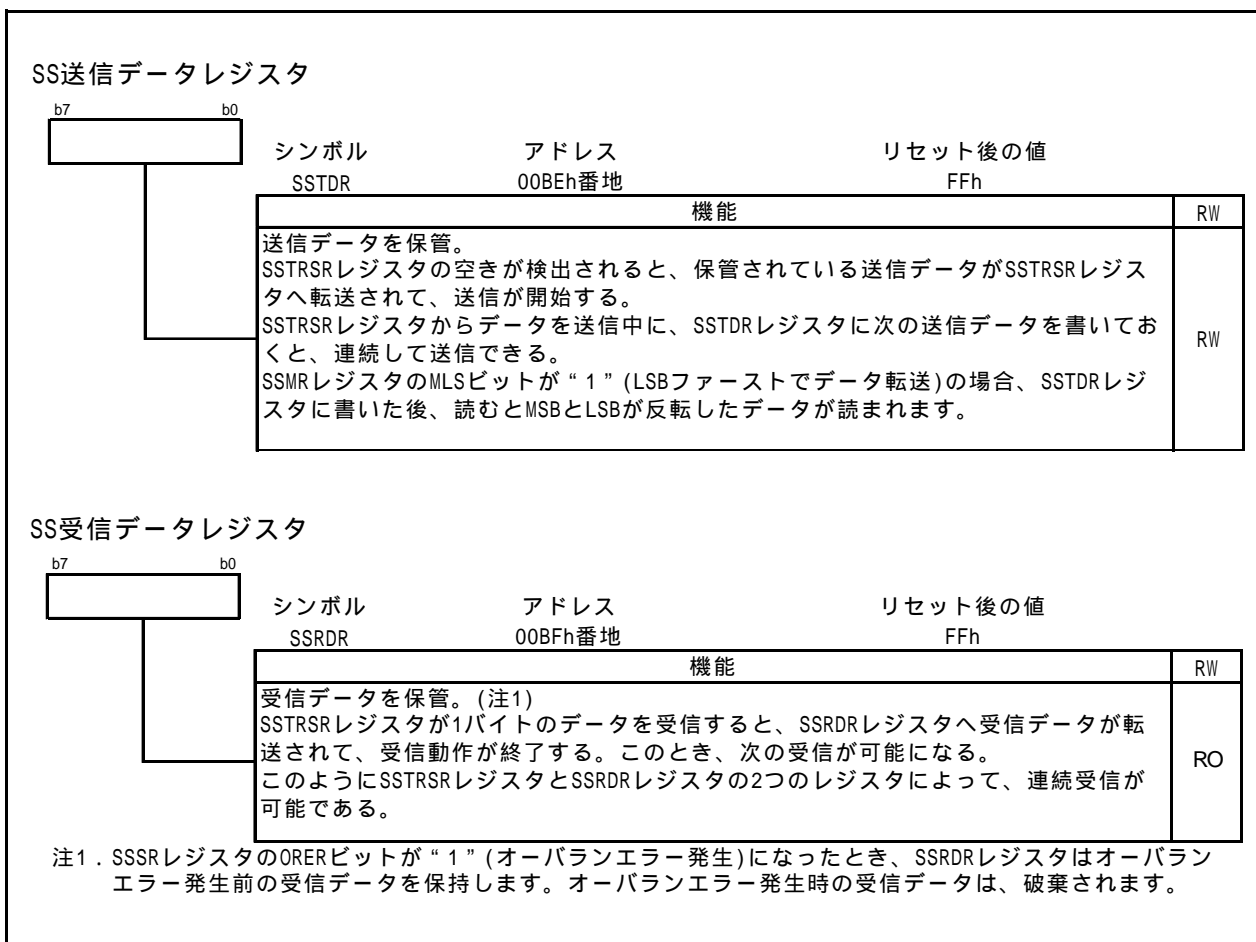 SS送信データレジスタ
b7 b0
シンボル アドレス リセット後の値
SSTDR 00BEh番地 FFh
機能 RW
送信データを保管。
SSTRSRレジスタの空きが検出されると、保管されている送信データがSSTRSRレジス
タへ転送されて、送信が開始する。
SSTRSRレジスタからデータを送信中に、SSTDRレジスタに次の送信データを書いてお
くと、連続して送信できる。
RW
SSMRレジスタのMLSビットが“1”(LSBファーストでデータ転送)の場合、SSTDRレジ
スタに書いた後、読むとMSBとLSBが反転したデータが読まれます。
SS受信データレジスタ
b7 b0
シンボル アドレス リセット後の値
SSRDR 00BFh番地 FFh
機能 RW
受信データを保管。(注1)
SSTRSRレジスタが1バイトのデータを受信すると、SSRDRレジスタへ受信データが転
送されて、受信動作が終了する。このとき、次の受信が可能になる。
RO
このようにSSTRSRレジスタとSSRDRレジスタの2つのレジスタによって、連続受信が
可能である。
注1．SSSRレジスタのORERビットが“1”(オーバランエラー発生)になったとき、SSRDRレジスタはオーバラン
エラー発生前の受信データを保持します。オーバランエラー発生時の受信データは、破棄されます。